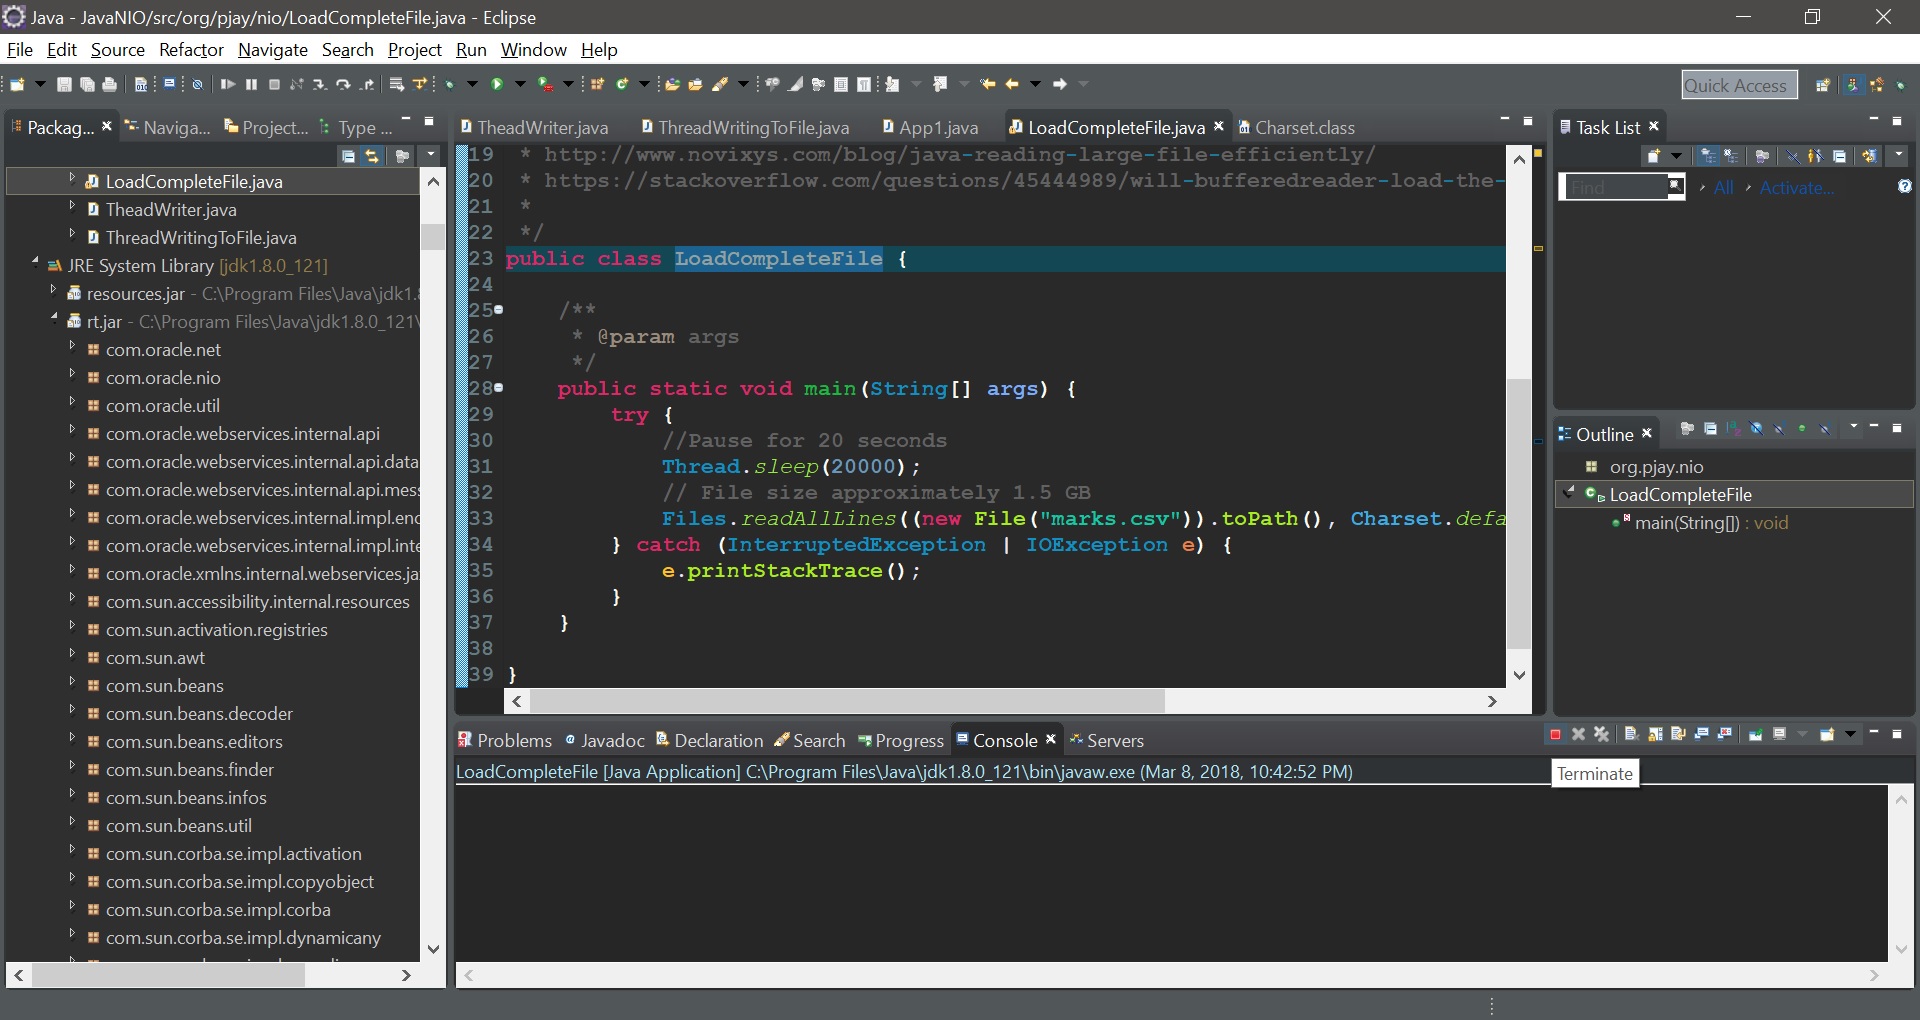 Java - JavaNIO/src/org/pjay/nio/LoadCompleteFile.java - Eclipse
File Edit Source Refactor Navigate Search Project Run Window Help
Quick Access
Packag... Naviga... Project... Type ...
LoadCompleteFile.java
TheadWriter.java
ThreadWritingToFile.java
JRE System Library [jdk1.8.0_121]
resources.jar - C:\Program Files\Java\jdk1.8
rt.jar - C:\Program Files\Java\jdk1.8.0_121\
com.oracle.net
com.oracle.nio
com.oracle.util
com.oracle.webservices.internal.api
com.oracle.webservices.internal.api.data
com.oracle.webservices.internal.api.mess
com.oracle.webservices.internal.impl.enc
com.oracle.webservices.internal.impl.inte
com.oracle.xmlns.internal.webservices.ja
com.sun.accessibility.internal.resources
com.sun.activation.registries
com.sun.awt
com.sun.beans
com.sun.beans.decoder
com.sun.beans.editors
com.sun.beans.finder
com.sun.beans.infos
com.sun.beans.util
com.sun.corba.se.impl.activation
com.sun.corba.se.impl.copyobject
com.sun.corba.se.impl.corba
com.sun.corba.se.impl.dynamicany
TheadWriter.java ThreadWritingToFile.java App1.java LoadCompleteFile.java Charset.class
19 * http://www.novixys.com/blog/java-reading-large-file-efficiently/
20 * https://stackoverflow.com/questions/45444989/will-bufferedreader-load-the-
21 *
22 */
23 public class LoadCompleteFile {
24
25 /**
26 * @param args
27 */
28 public static void main(String[] args) {
29 try {
30 //Pause for 20 seconds
31 Thread.sleep(20000);
32 // File size approximately 1.5 GB
33 Files.readAllLines((new File("marks.csv")).toPath(), Charset.defa
34 } catch (InterruptedException | IOException e) {
35 e.printStackTrace();
36 }
37 }
38
39 }
Task List
Find All Activate...
Outline
org.pjay.nio
LoadCompleteFile
main(String[]) : void
Problems Javadoc Declaration Search Progress Console Servers
LoadCompleteFile [Java Application] C:\Program Files\Java\jdk1.8.0_121\bin\javaw.exe (Mar 8, 2018, 10:42:52 PM)
Terminate